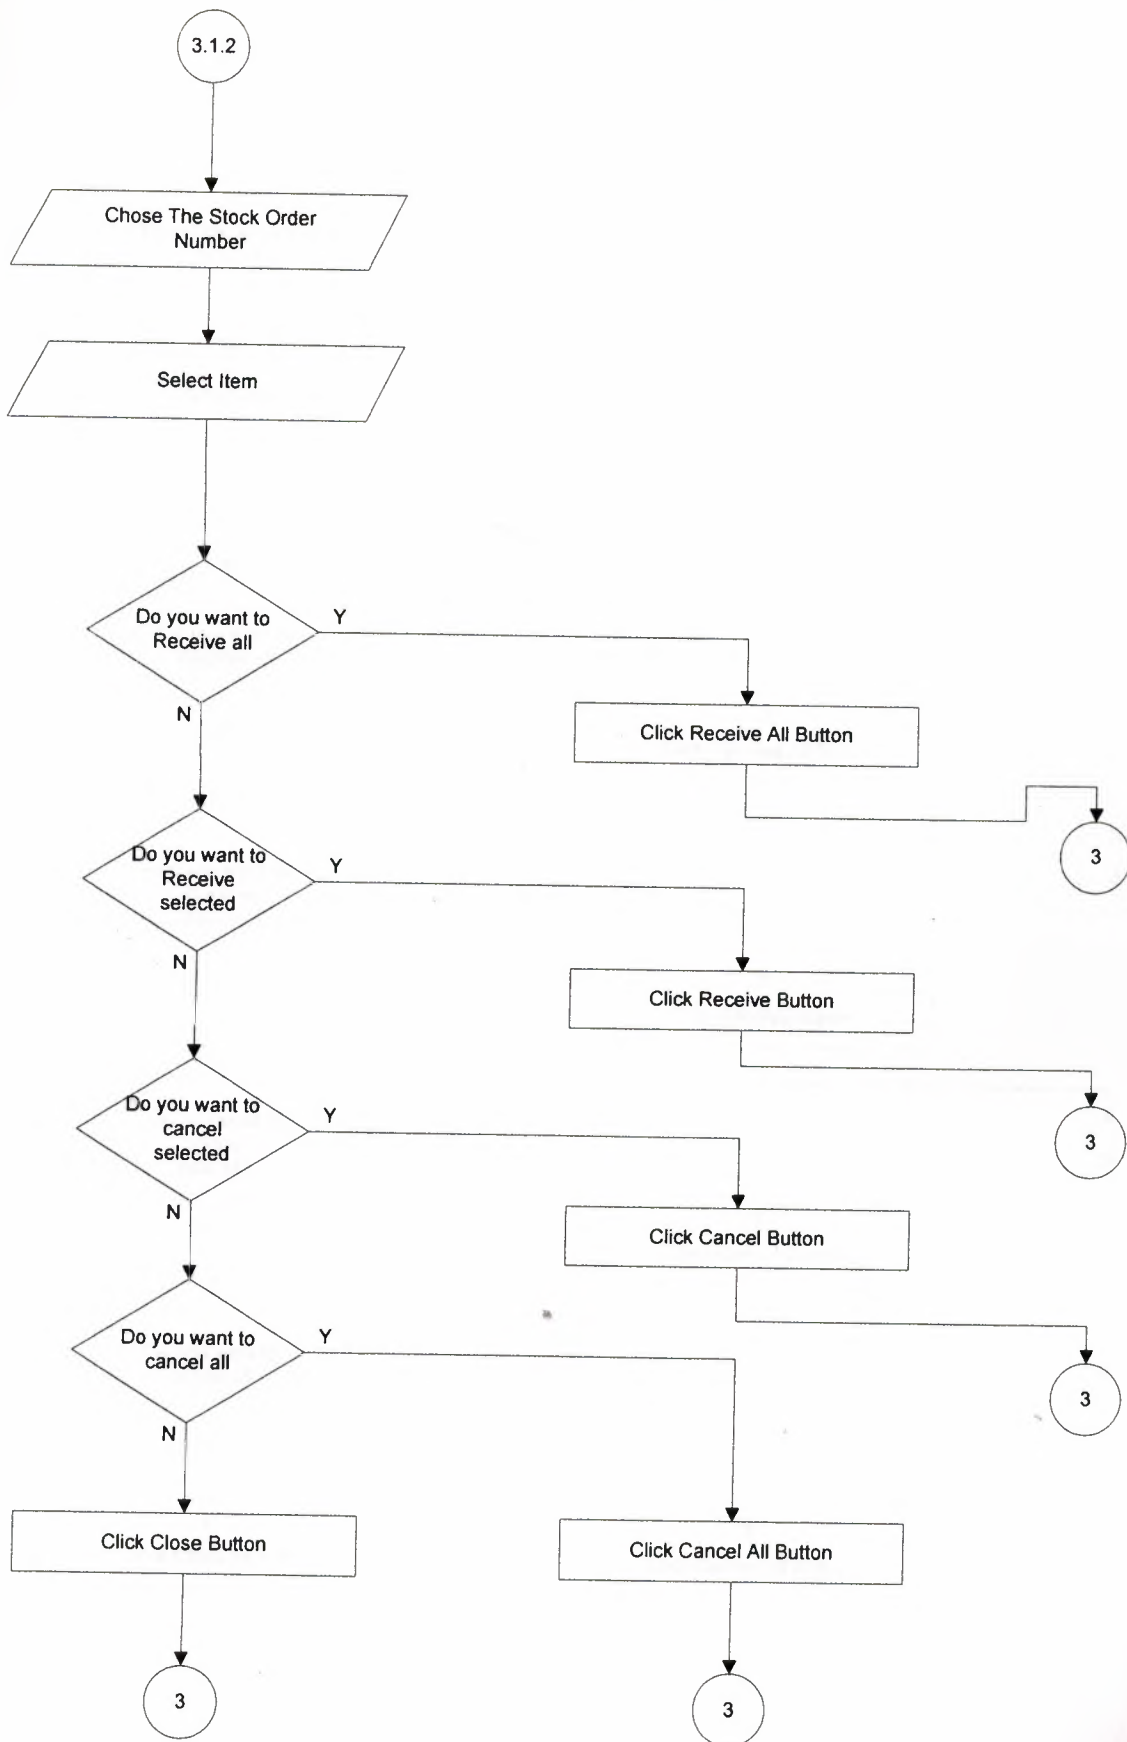 3.1.2
Chose The Stock Order
Number
Select Item
Do you want to
Receive all
Y
N
Click Receive All Button
3
Do you want to
Receive
selected
Y
N
Click Receive Button
3
Do you want to
cancel
selected
Y
N
Click Cancel Button
3
Do you want to
cancel all
Y
N
Click Close Button
Click Cancel All Button
3
3